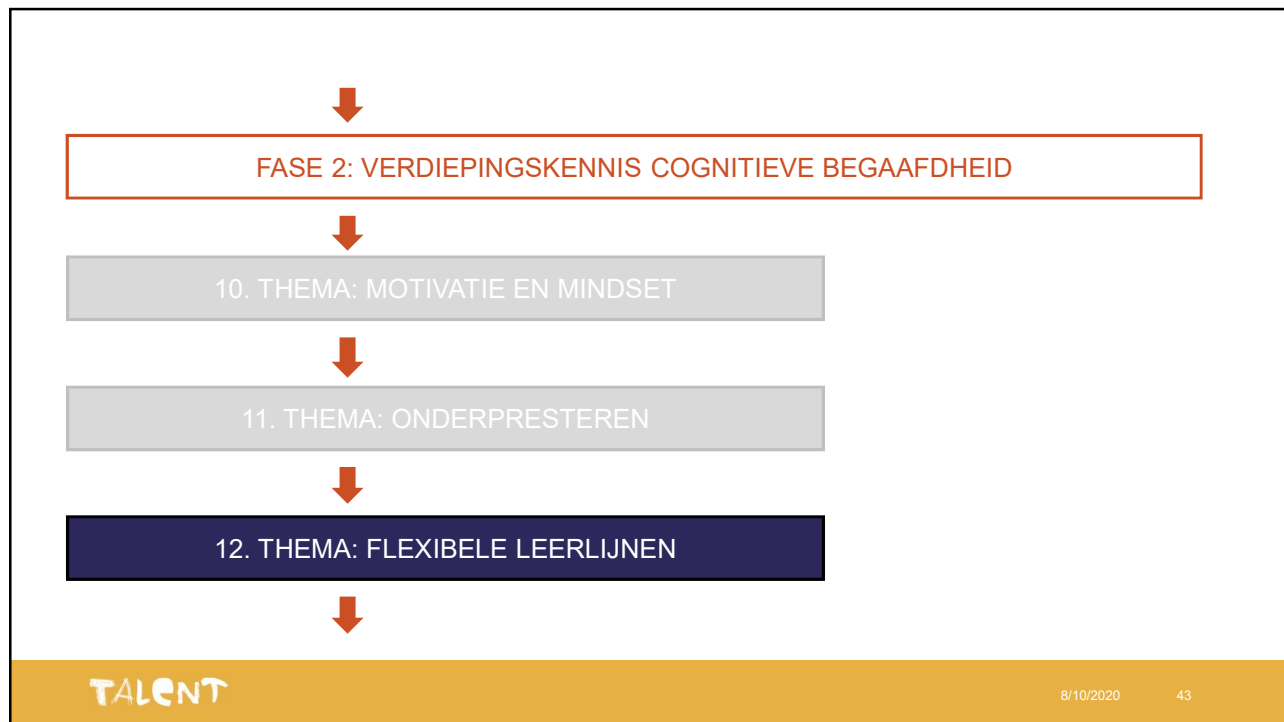 FASE 2: VERDIEPINGSKENNIS COGNITIEVE BEGAAFDHEID
10. THEMA: MOTIVATIE EN MINDSET
11. THEMA: ONDERPRESTEREN
12. THEMA: FLEXIBELE LEERLIJNEN
TALENT
8/10/2020 43